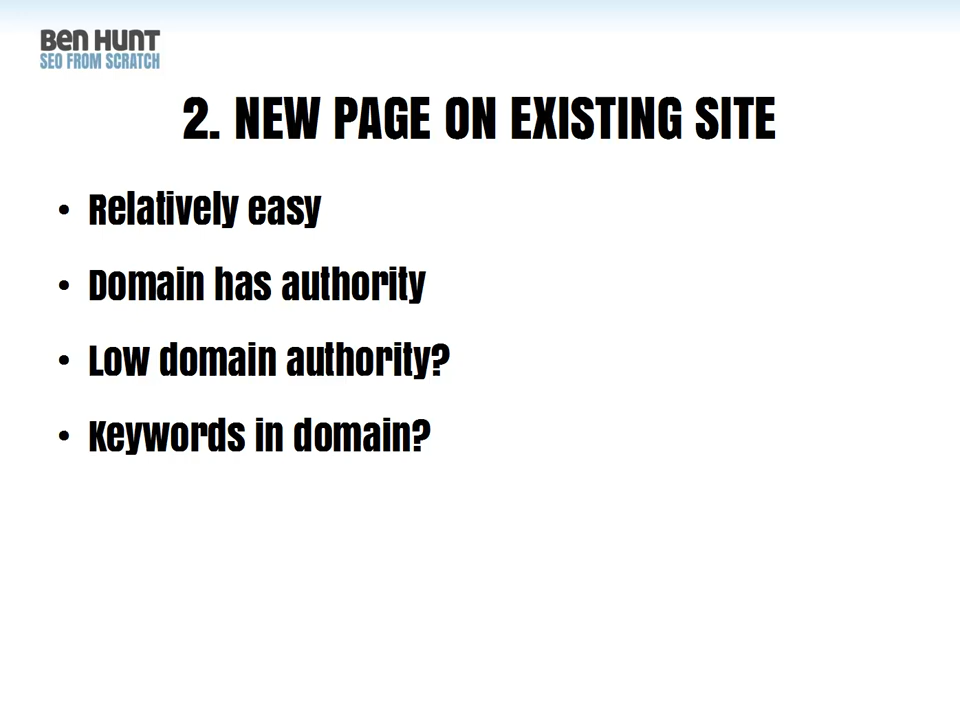 Ben Hunt
SEO FROM SCRATCH
2. NEW PAGE ON EXISTING SITE
• Relatively easy
• Domain has authority
• Low domain authority?
• Keywords in domain?